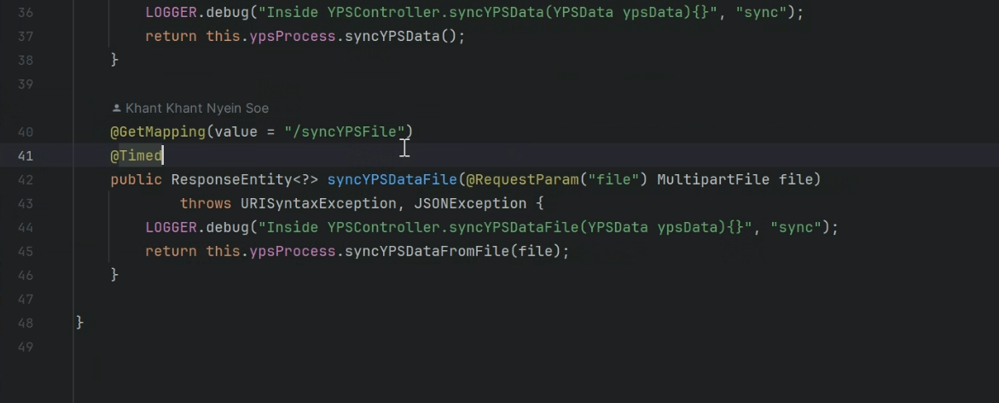 36 LOGGER.debug("Inside YPSController.syncYPSData(YPSData ypsData){}", "sync");
37 return this.ypsProcess.syncYPSData();
38 }
39
Khant Khant Nyein Soe
40 @GetMapping(value = "/syncYPSFile")
41 @Timed
42 public ResponseEntity<?> syncYPSDataFile(@RequestParam("file") MultipartFile file)
43 throws URISyntaxException, JSONException {
44 LOGGER.debug("Inside YPSController.syncYPSDataFile(YPSData ypsData){}", "sync");
45 return this.ypsProcess.syncYPSDataFromFile(file);
46 }
47
48 }
49